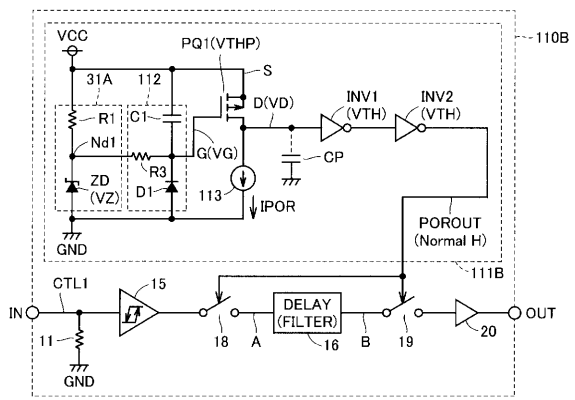 VCC
PQ1(VTHP)
110B
31A
112
S
C1
R1
D(VD)
INV1
(VTH)
INV2
(VTH)
Nd1
G(VG)
CP
R3
ZD
(VZ)
D1
113
IPOR
POROUT
(Normal H)
GND
111B
CTL1
15
IN
DELAY
(FILTER)
OUT
11
18
A
16
B
19
20
GND